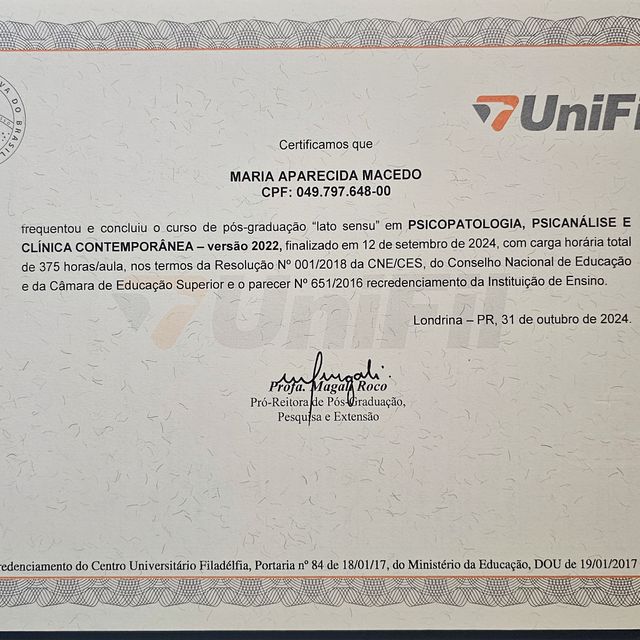 VA DO BRASIL
UniFi
Certificamos que
MARIA APARECIDA MACEDO
CPF: 049.797.648-00
frequentou e concluiu o curso de pós-graduação “lato sensu” em PSICOPATOLOGIA, PSICANÁLISE E
CLÍNICA CONTEMPORÂNEA – versão 2022, finalizado em 12 de setembro de 2024, com carga horária total
de 375 horas/aula, nos termos da Resolução Nº 001/2018 da CNE/CES, do Conselho Nacional de Educação
e da Câmara de Educação Superior e o parecer Nº 651/2016 recredenciamento da Instituição de Ensino.
UniFil
Londrina – PR, 31 de outubro de 2024.
Profa. Magali Roco
Pró-Reitora de Pós-Graduação,
Pesquisa e Extensão
redenciamento do Centro Universitário Filadélfia, Portaria nº 84 de 18/01/17, do Ministério da Educação, DOU de 19/01/2017